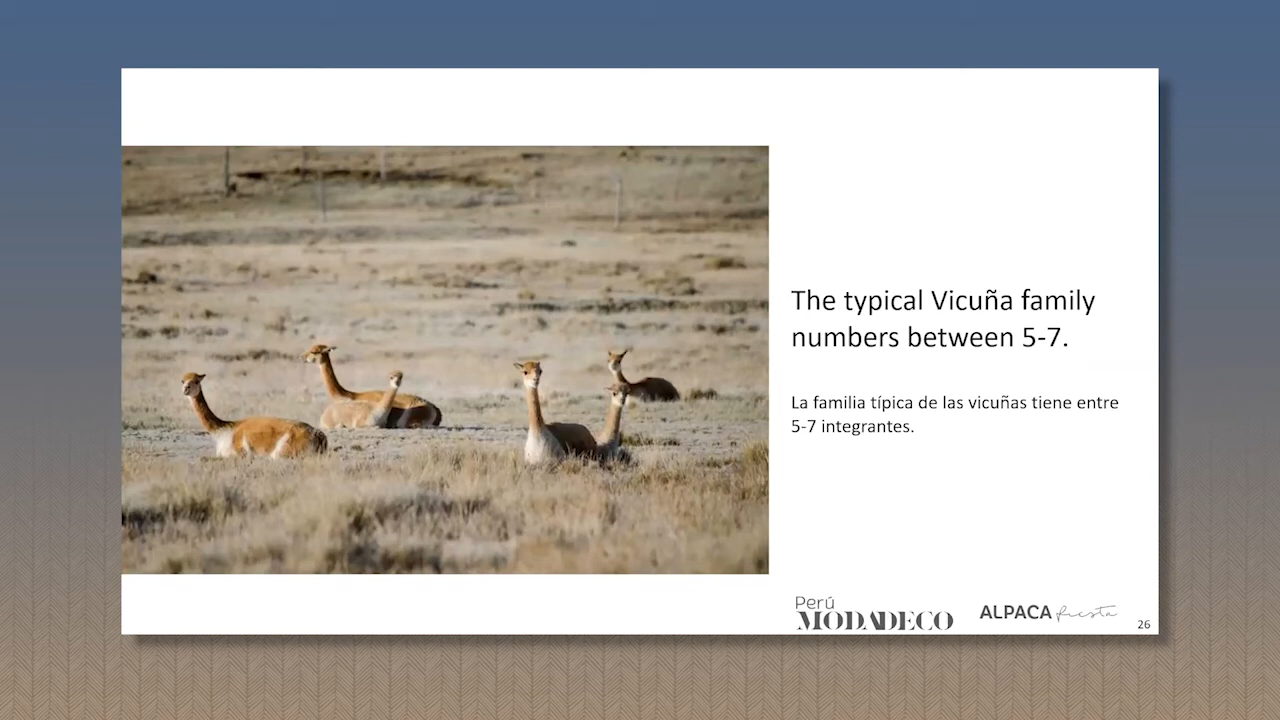 The typical Vicuña family
numbers between 5-7.
La familia típica de las vicuñas tiene entre
5-7 integrantes.
Perú
MODADECO
ALPACA fiesta
26